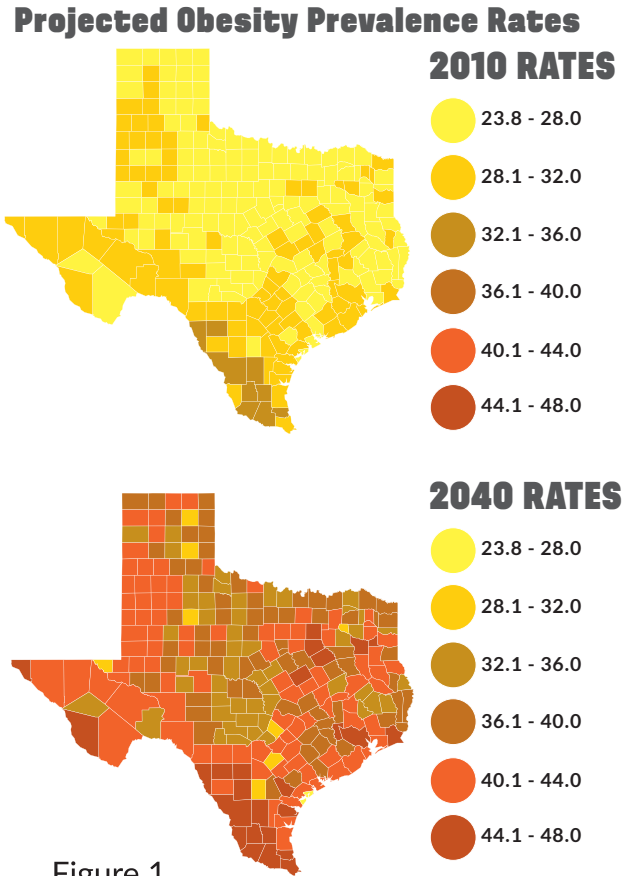 Projected Obesity Prevalence Rates
2010 RATES
23.8 - 28.0
28.1 - 32.0
32.1 - 36.0
36.1 - 40.0
40.1 - 44.0
44.1 - 48.0
2040 RATES
23.8 - 28.0
28.1 - 32.0
32.1 - 36.0
36.1 - 40.0
40.1 - 44.0
44.1 - 48.0
Figure 1